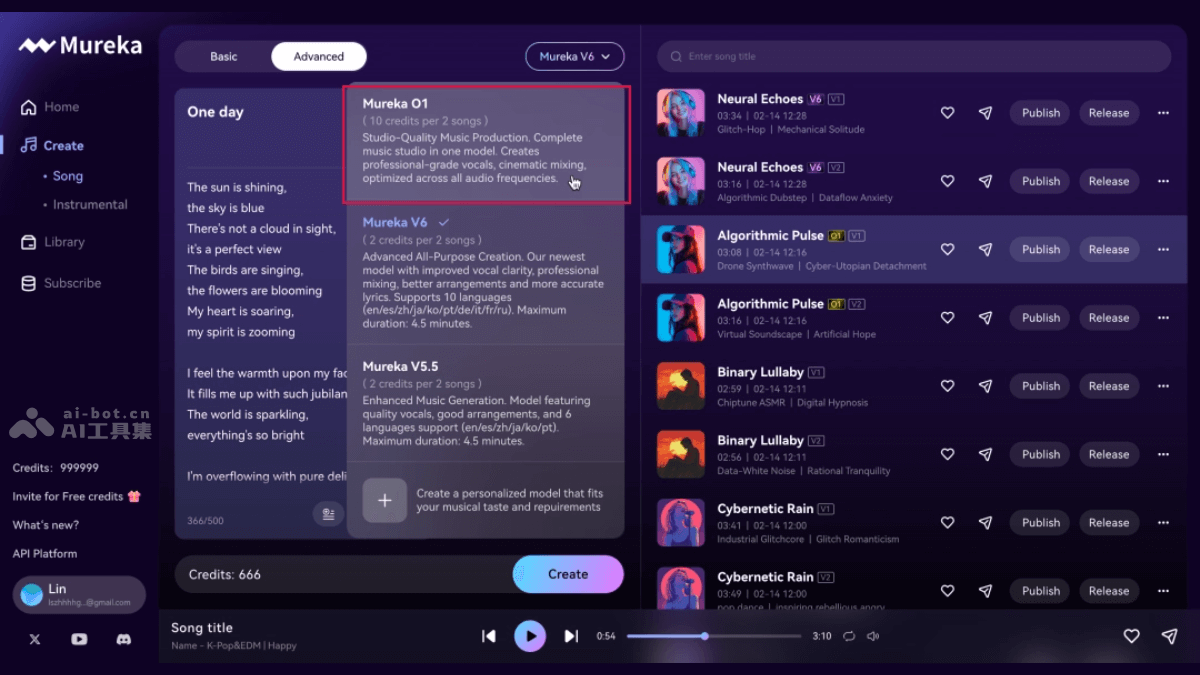 Mureka
Home
Create
Song
Instrumental
Library
Subscribe
ai-bot.cn
AI工具集
Credits: 999999
Invite for Free credits
What's new?
API Platform
Lin
lszhhhhg...@gmail.com
Basic
Advanced
Mureka V6
One day
The sun is shining,
the sky is blue
There's not a cloud in sight,
it's a perfect view
The birds are singing,
the flowers are blooming
My heart is soaring,
my spirit is zooming
I feel the warmth upon my fac
It fills me up with such jubilan
The world is sparkling,
everything's so bright
I'm overflowing with pure deli
366/500
Mureka O1
( 10 credits per 2 songs )
Studio-Quality Music Production. Complete
music studio in one model. Creates
professional-grade vocals, cinematic mixing,
optimized across all audio frequencies.
Mureka V6
( 2 credits per 2 songs )
Advanced All-Purpose Creation. Our newest
model with improved vocal clarity, professional
mixing, better arrangements and more accurate
lyrics. Supports 10 languages
(en/es/zh/ja/ko/pt/de/it/fr/ru). Maximum
duration: 4.5 minutes.
Mureka V5.5
( 2 credits per 2 songs )
Enhanced Music Generation. Model featuring
quality vocals, good arrangements, and 6
languages support (en/es/zh/ja/ko/pt).
Maximum duration: 4.5 minutes.
Create a personalized model that fits
your musical taste and repuirements
Credits: 666
Create
Enter song title
Neural Echoes V6 V1
03:34 | 02-14 12:28
Glitch-Hop | Mechanical Solitude
Publish
Release
Neural Echoes V6 V2
03:16 | 02-14 12:28
Algorithmic Dubstep | Dataflow Anxiety
Publish
Release
Algorithmic Pulse O1 V1
03:08 | 02-14 12:16
Drone Synthwave | Cyber-Utopian Detachment
Publish
Release
Algorithmic Pulse O1 V2
03:16 | 02-14 12:16
Virtual Soundscape | Artificial Hope
Publish
Release
Binary Lullaby V1
02:59 | 02-14 12:11
Chiptune ASMR | Digital Hypnosis
Publish
Release
Binary Lullaby V2
02:56 | 02-14 12:11
Data-White Noise | Rational Tranquility
Publish
Release
Cybernetic Rain V1
03:41 | 02-14 12:00
Industrial Glitchcore | Glitch Romanticism
Publish
Release
Cybernetic Rain V2
03:49 | 02-14 12:00
pop dance | inspiring rebellious angry
Publish
Release
Song title
Name - K-Pop&EDM | Happy
0:54
3:10